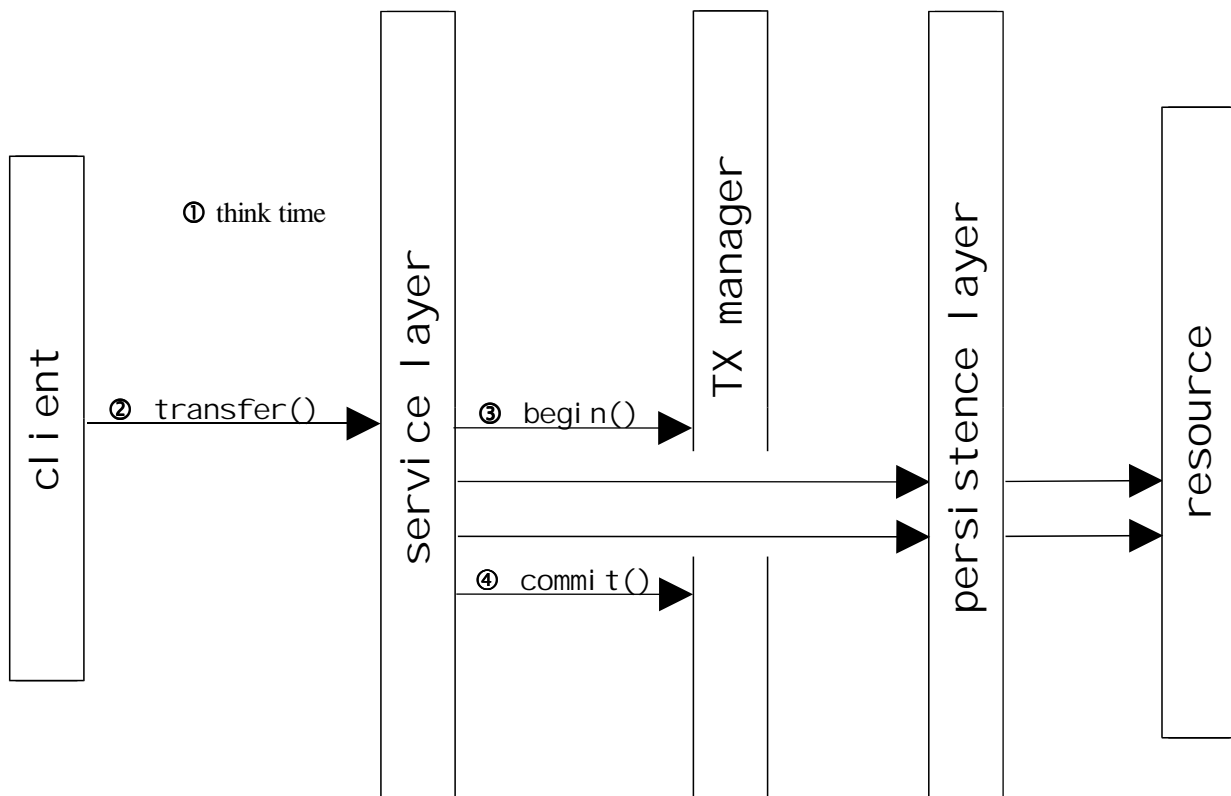 client
① think time
② transfer()
service layer
③ begin()
④ commit()
TX manager
persistence layer
resource